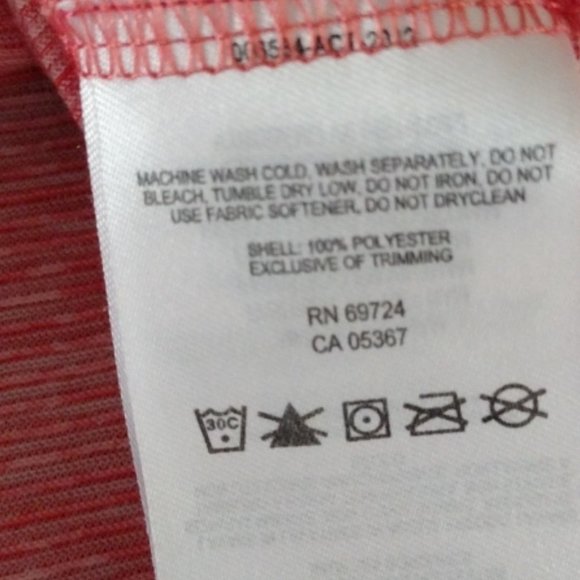 MACHINE WASH COLD, WASH SEPARATELY, DO NOT
BLEACH, TUMBLE DRY LOW, DO NOT IRON, DO NOT
USE FABRIC SOFTENER, DO NOT DRYCLEAN
SHELL: 100% POLYESTER
EXCLUSIVE OF TRIMMING
RN 69724
CA 05367
30C